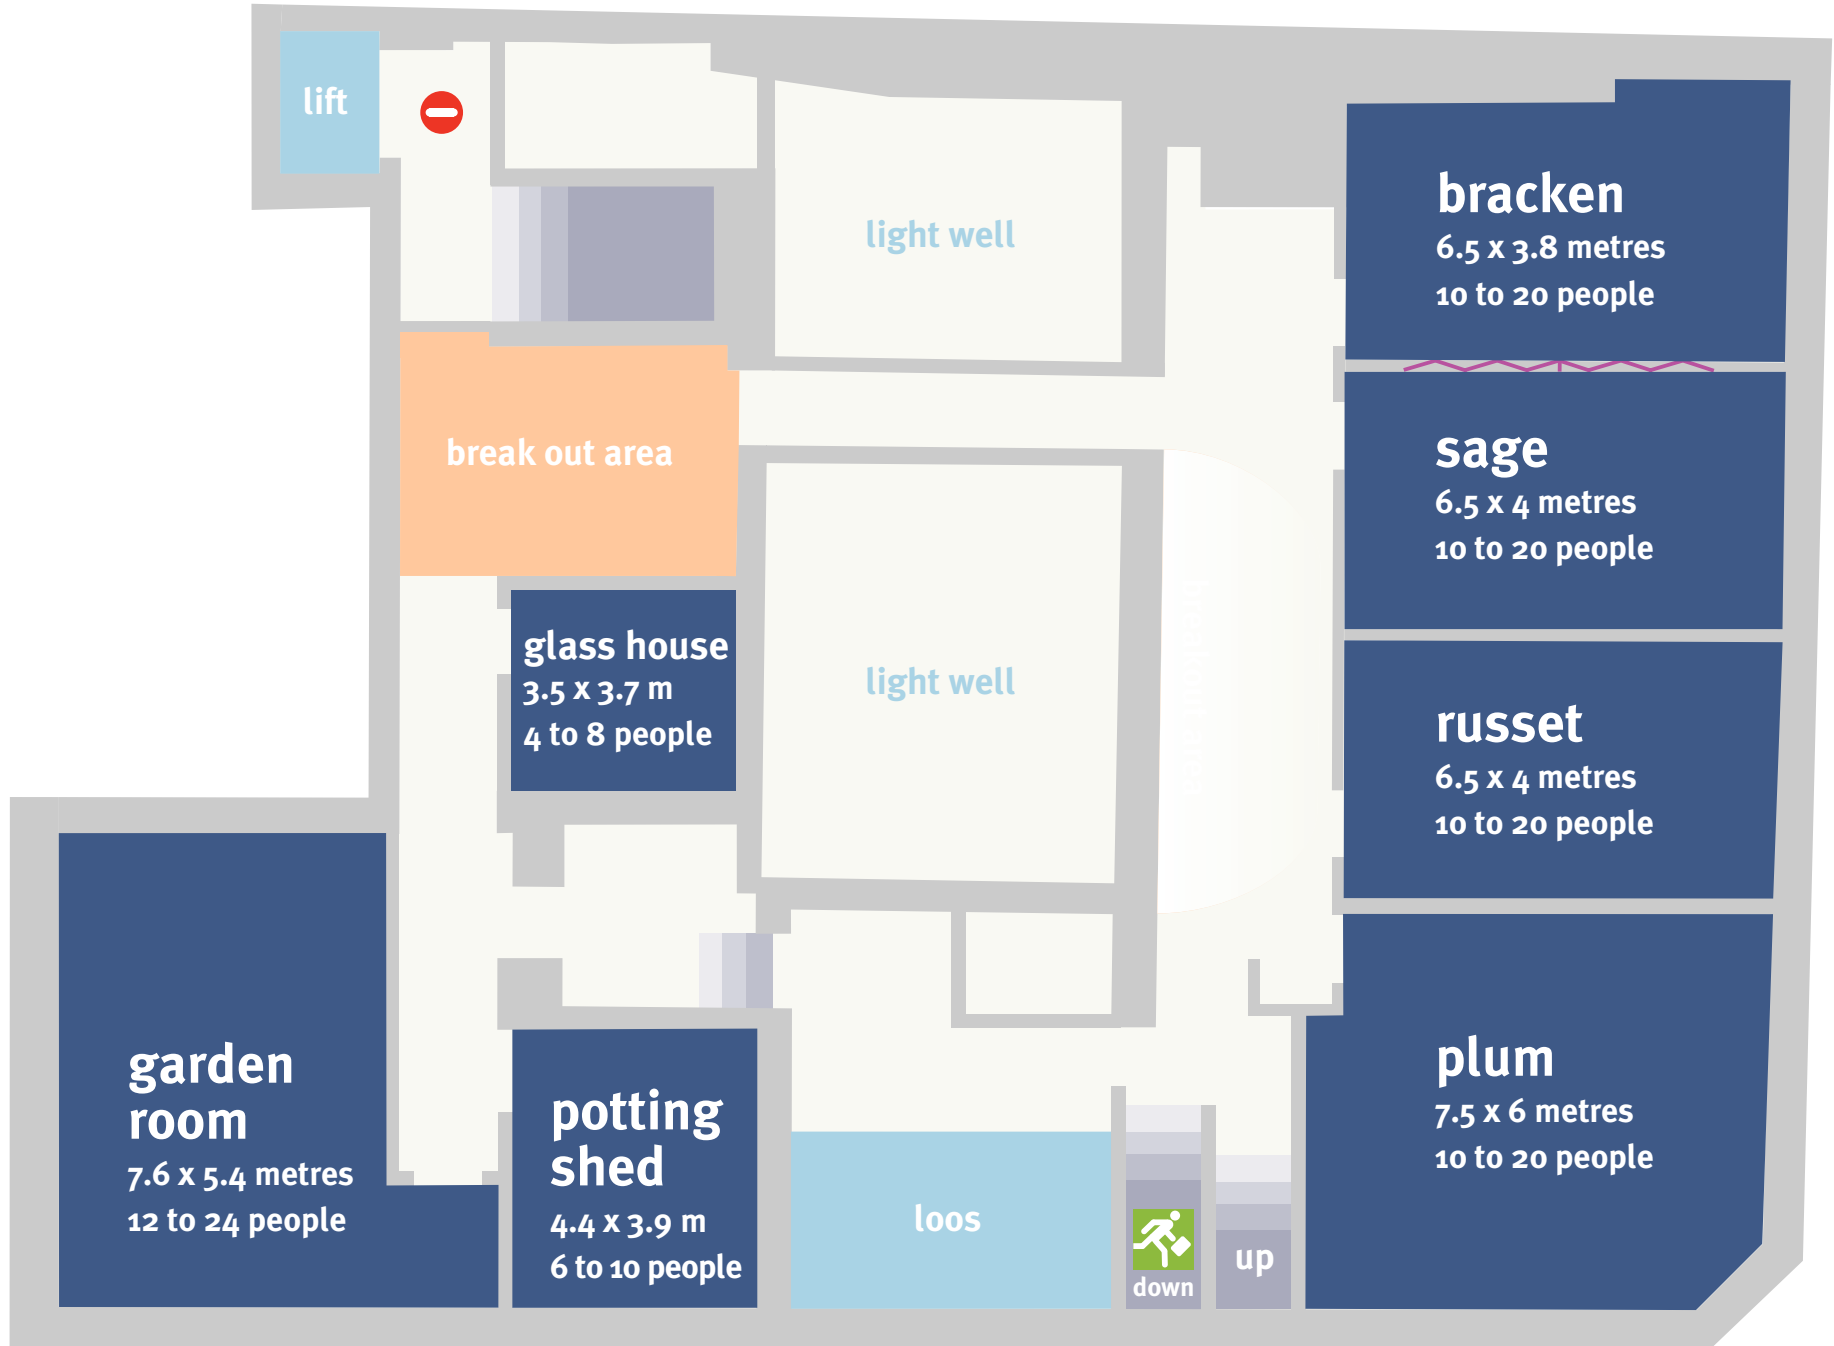 lift
light well
bracken
6.5 x 3.8 metres
10 to 20 people
break out area
sage
6.5 x 4 metres
10 to 20 people
glass house
3.5 x 3.7 m
4 to 8 people
light well
russet
6.5 x 4 metres
10 to 20 people
garden
room
7.6 x 5.4 metres
12 to 24 people
potting
shed
4.4 x 3.9 m
6 to 10 people
loos
down
up
plum
7.5 x 6 metres
10 to 20 people